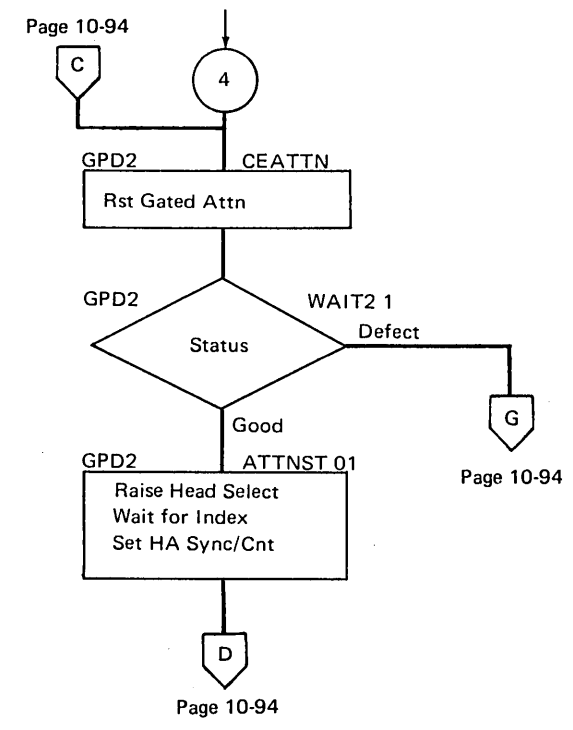 Page 10-94
C
4
GPD2 CEATTN
Rst Gated Attn
GPD2 WAIT2 1
Status
Defect
Good
G
Page 10-94
GPD2 ATTNST 01
Raise Head Select
Wait for Index
Set HA Sync/Cnt
D
Page 10-94